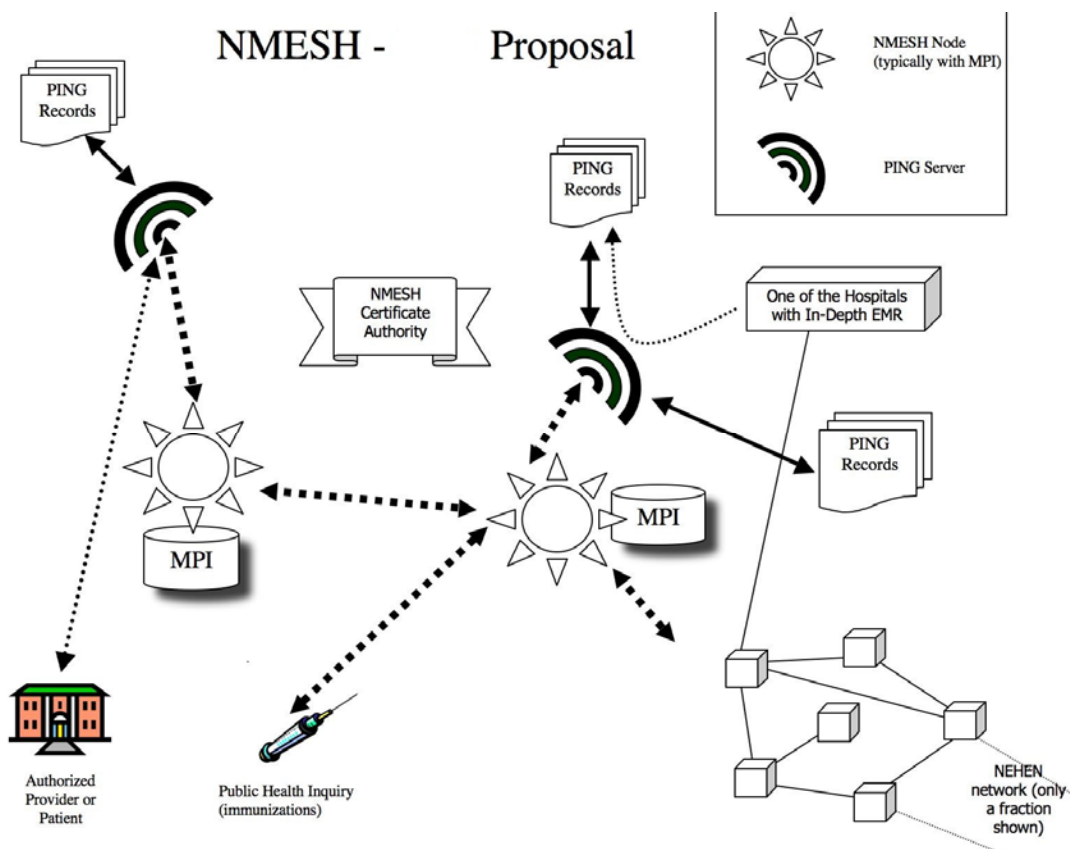 NMESH - Proposal
NMESH Node
(typically with MPI)
PING Server
PING
Records
PING
Records
NMESH
Certificate
Authority
One of the Hospitals
with In-Depth EMR
PING
Records
MPI
MPI
Authorized
Provider or
Patient
Public Health Inquiry
(immunizations)
NEHEN
network (only
a fraction
shown)